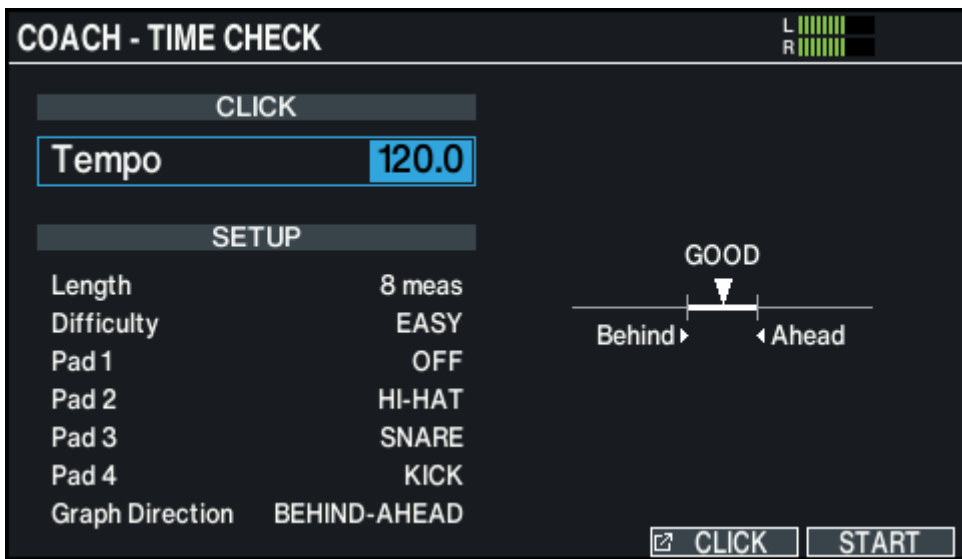 COACH - TIME CHECK
L
R
CLICK
Tempo 120.0
SETUP
Length 8 meas
Difficulty EASY
Pad 1 OFF
Pad 2 HI-HAT
Pad 3 SNARE
Pad 4 KICK
Graph Direction BEHIND-AHEAD
GOOD
Behind Ahead
CLICK START